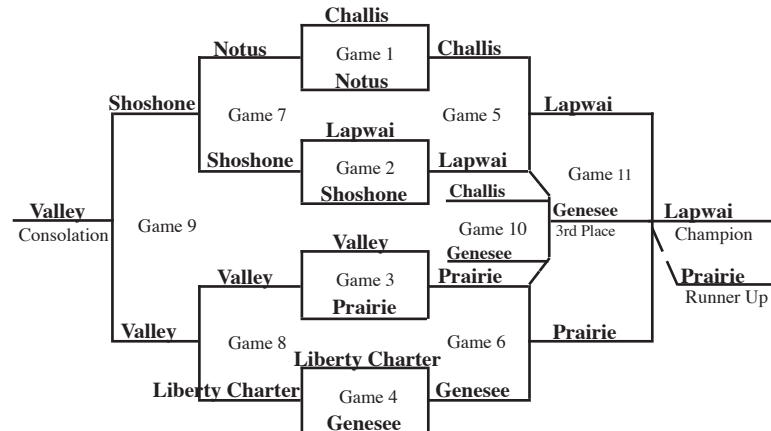 Challis
Notus Game 1 Challis
Notus
Shoshone Game 7 Game 5 Lapwai
Lapwai
Shoshone Game 2 Lapwai Game 11
Shoshone Challis
Valley Game 9 Game 10 Genesee Lapwai
Consolation 3rd Place Champion
Valley Genesee
Valley Game 3 Prairie Prairie
Prairie Runner Up
Valley Game 8 Game 6 Prairie
Liberty Charter
Liberty Charter Game 4 Genesee
Genesee